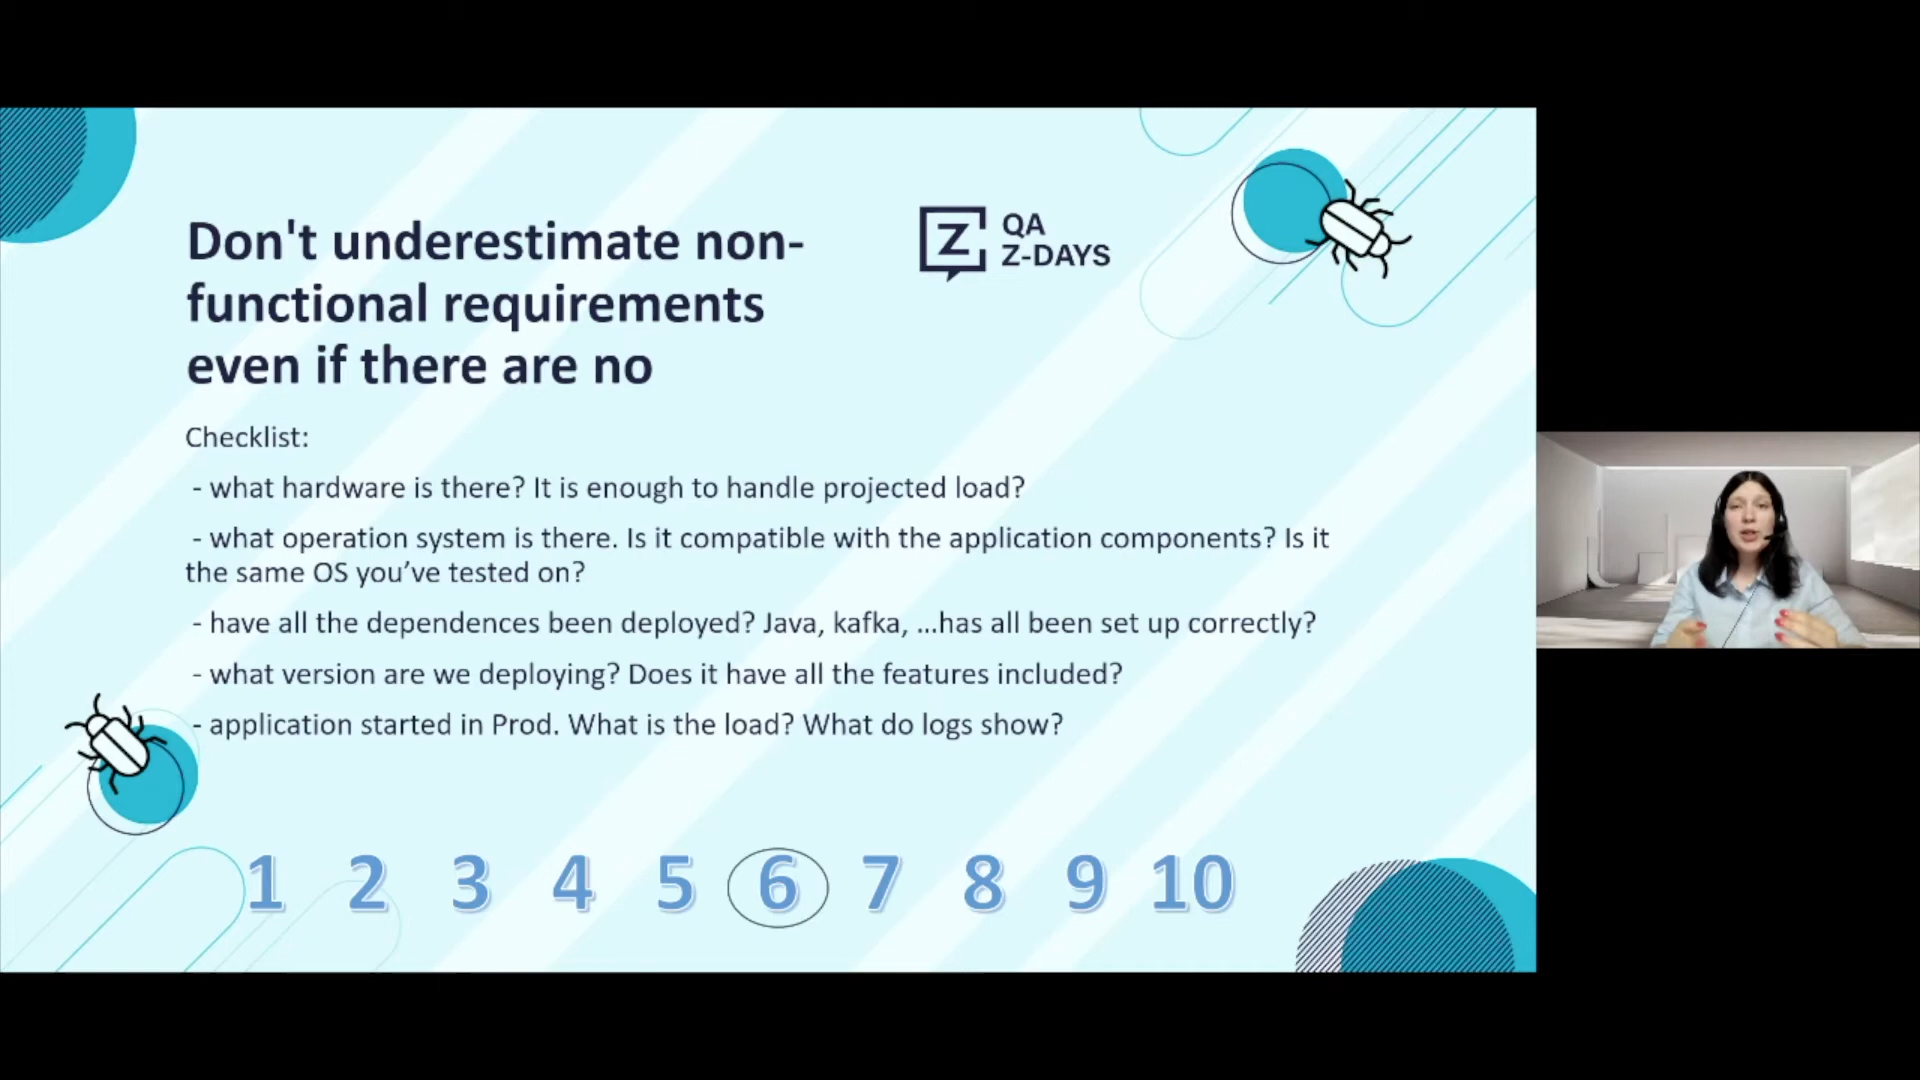 Don't underestimate non-
functional requirements
even if there are no
Z
QA
Z-DAYS
Checklist:
- what hardware is there? It is enough to handle projected load?
- what operation system is there. Is it compatible with the application components? Is it
the same OS you’ve tested on?
- have all the dependences been deployed? Java, kafka, …has all been set up correctly?
- what version are we deploying? Does it have all the features included?
- application started in Prod. What is the load? What do logs show?
1 2 3 4 5 6 7 8 9 10